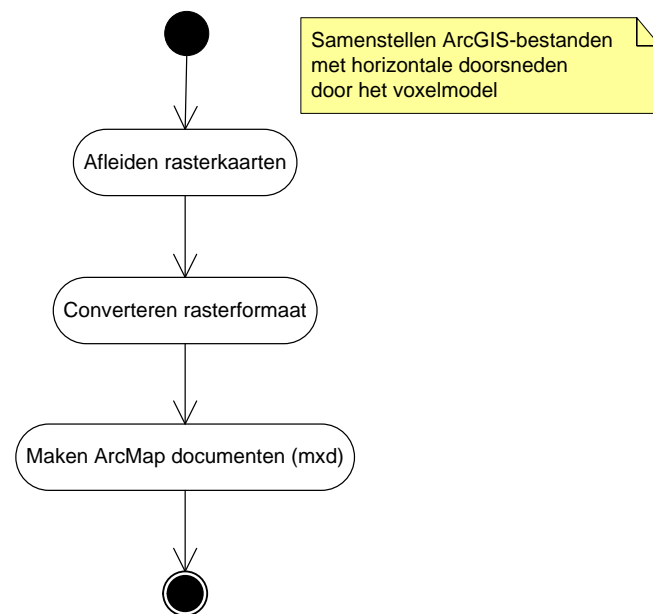 Samenstellen ArcGIS-bestanden
met horizontale doorsneden
door het voxelmodel
Afleiden rasterkaarten
Converteren rasterformaat
Maken ArcMap documenten (mxd)